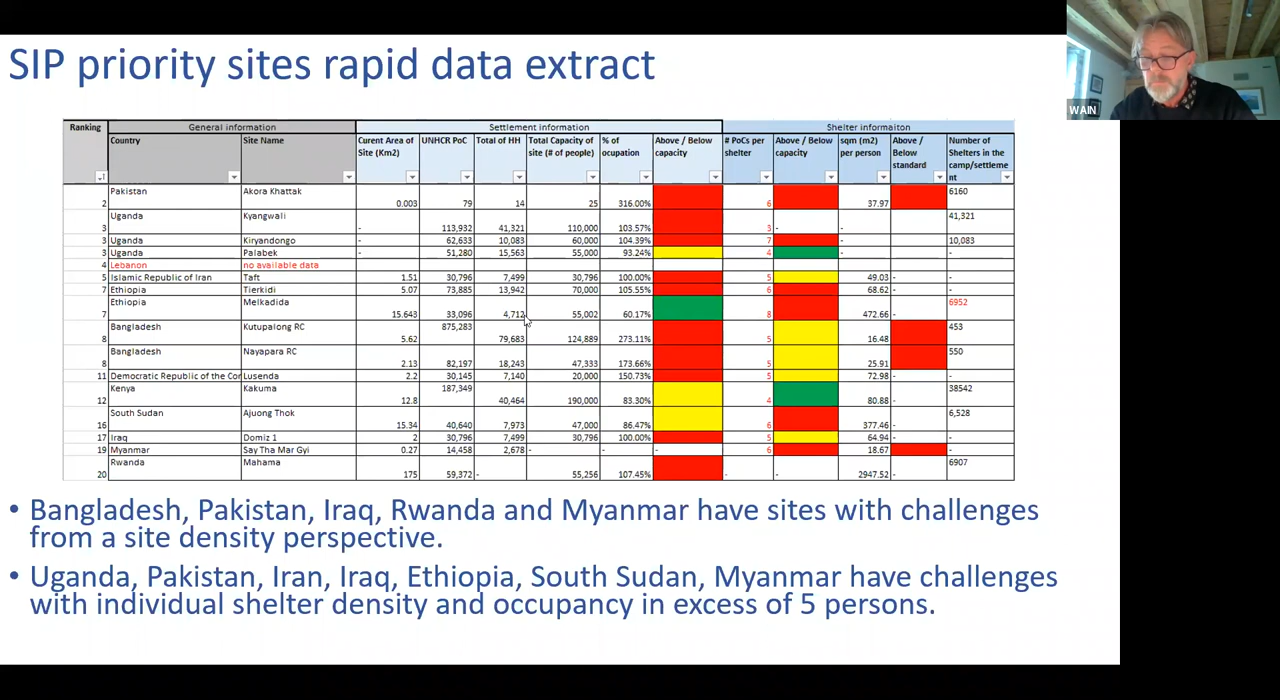 SIP priority sites rapid data extract
WAIN
Ranking General information Settlement information Shelter informaiton
Country Site Name Curent Area of Site (Km2) UNHCR PoC Total of HH Total Capacity of site (# of people) % of ocupation Above / Below capacity # PoCs per shelter Above / Below capacity sqm (m2) per person Above / Below standard Number of Shelters in the camp/settlement
2 Pakistan Akora Khattak 0.003 79 14 25 316.00% 6 37.97 6160
3 Uganda Kyangwali - 113,932 41,321 110,000 103.57% 3 - - 41,321
3 Uganda Kiryandongo - 62,633 10,083 60,000 104.39% 7 - 10,083
3 Uganda Palabek - 51,280 15,563 55,000 93.24% 4 - -
4 Lebanon no available data
5 Islamic Republic of Iran Taft 1.51 30,796 7,499 30,796 100.00% 5 49.03 - -
7 Ethiopia Tierkidi 5.07 73,885 13,942 70,000 105.55% 6 68.62 - -
7 Ethiopia Melkadida 15.643 33,096 4,712 55,002 60.17% 8 472.66 - 6952
8 Bangladesh Kutupalong RC 5.62 875,283 79,683 124,889 273.11% 5 16.48 453
8 Bangladesh Nayapara RC 2.13 82,197 18,243 47,333 173.66% 5 25.91 550
11 Democratic Republic of the Con Lusenda 2.2 30,145 7,140 20,000 150.73% 5 72.98 - -
12 Kenya Kakuma 12.8 187,349 40,464 190,000 83.30% 4 80.88 38542
16 South Sudan Ajuong Thok 15.34 40,640 7,973 47,000 86.47% 6 377.46 6,528
17 Iraq Domiz 1 2 30,796 7,499 30,796 100.00% 5 64.94 - -
19 Myanmar Say Tha Mar Gyi 0.27 14,458 2,678 - - - 6 18.67 -
20 Rwanda Mahama 175 59,372 - 55,256 107.45% - - 2947.52 6907
• Bangladesh, Pakistan, Iraq, Rwanda and Myanmar have sites with challenges
from a site density perspective.
• Uganda, Pakistan, Iran, Iraq, Ethiopia, South Sudan, Myanmar have challenges
with individual shelter density and occupancy in excess of 5 persons.